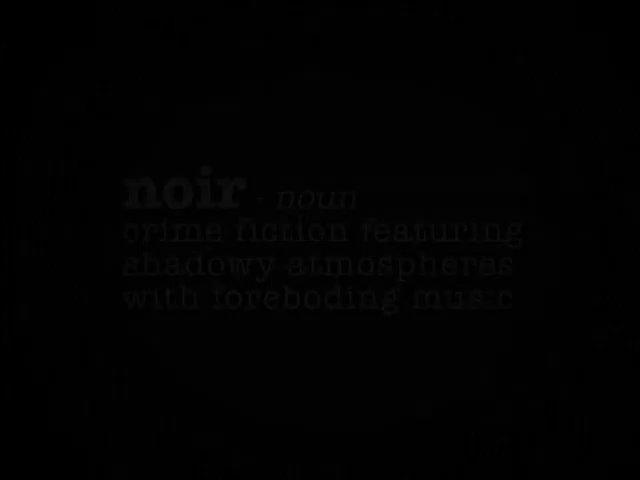 noir - noun
crime fiction featuring
shadowy atmospheres
with foreboding music